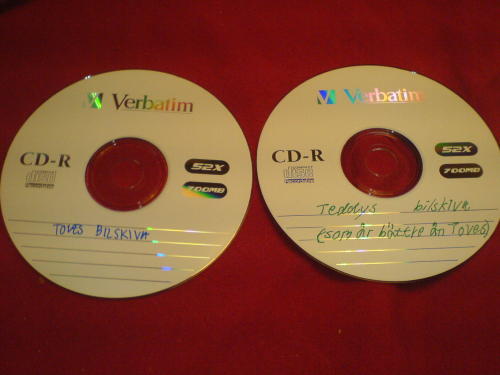 Verbatim
CD-R
52X
700MB
TOVES BILSKIVA
Verbatim
CD-R
52X
700MB
Teddys bilskiva
(som är bättre än Toves)